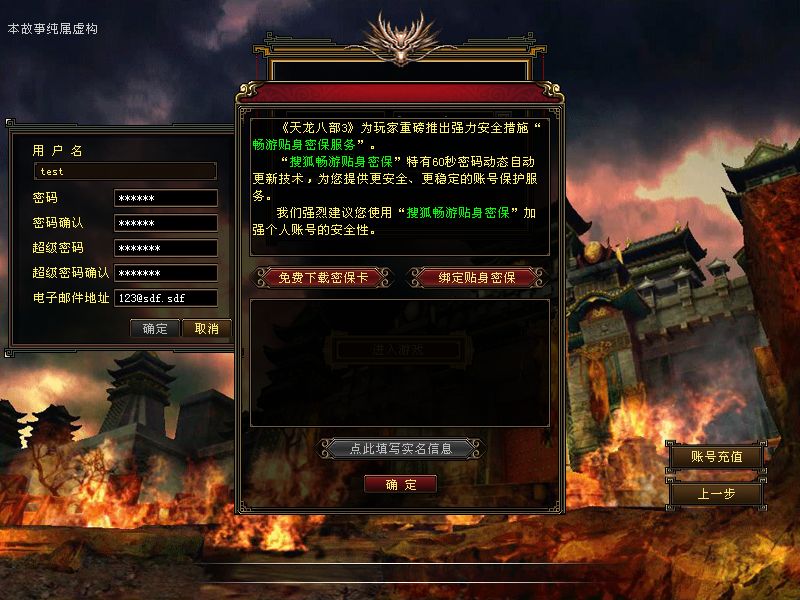 本故事纯属虚构
用 户 名
test
密码
******
密码确认
******
超级密码
*******
超级密码确认
*******
电子邮件地址
123@sdf.sdf
确定
取消
《天龙八部3》为玩家重磅推出强力安全措施“
畅游贴身密保服务”。
“搜狐畅游贴身密保”特有60秒密码动态自动
更新技术，为您提供更安全、更稳定的账号保护服
务。
我们强烈建议您使用“搜狐畅游贴身密保”加
强个人账号的安全性。
免费下载密保卡
绑定贴身密保
进入游戏
点此填写实名信息
确 定
账号充值
上一步